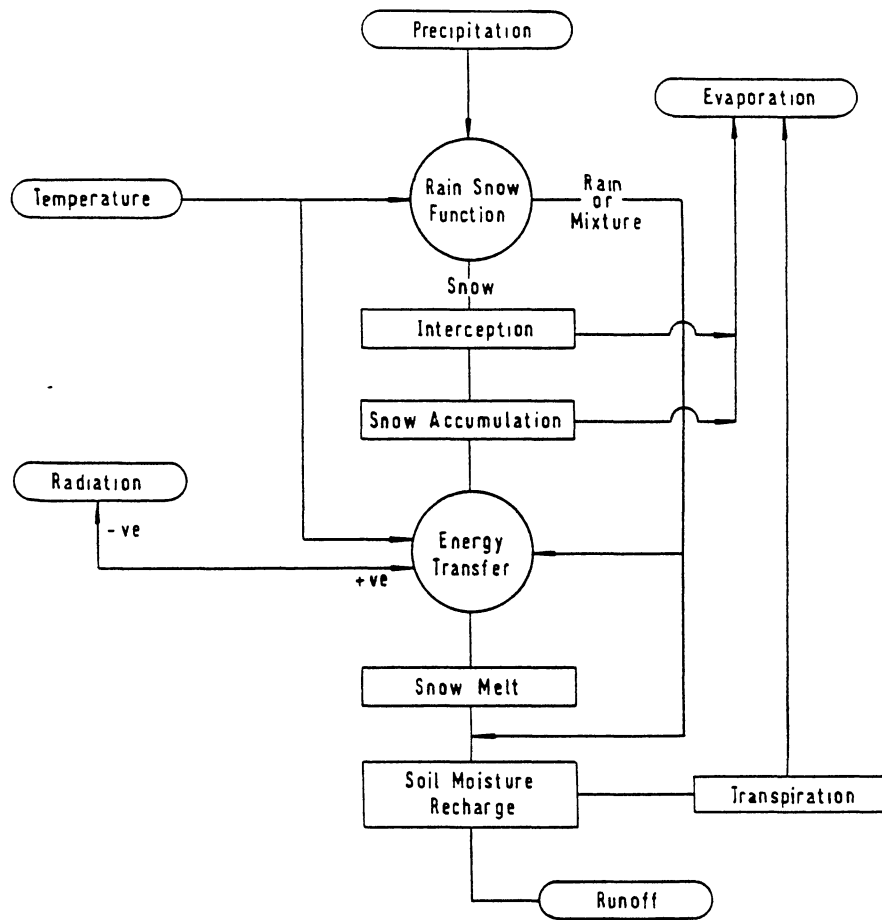 Precipitation
Evaporation
Temperature
Rain Snow
Function
Rain
or
Mixture
Snow
Interception
Snow Accumulation
Radiation
-ve
+ve
Energy
Transfer
Snow Melt
Soil Moisture
Recharge
Transpiration
Runoff